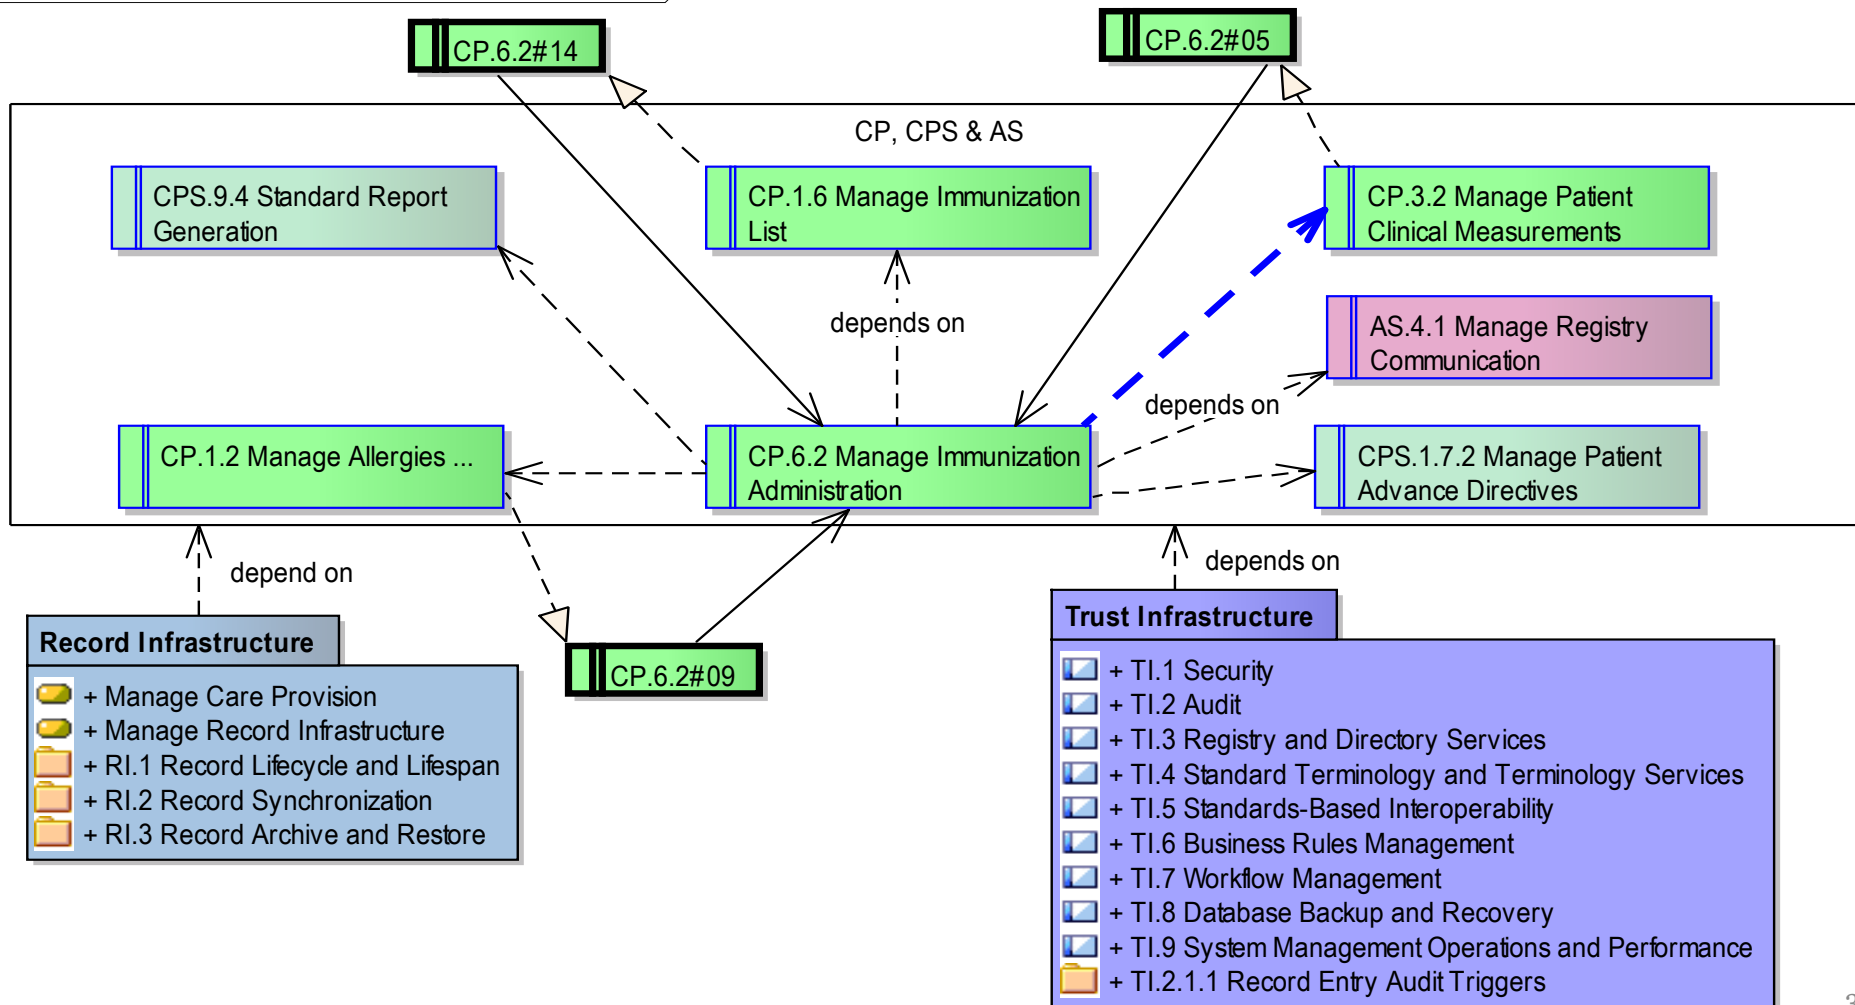 CP.6.2#14
CP.6.2#05
CP, CPS & AS
CPS.9.4 Standard Report
Generation
CP.1.6 Manage Immunization
List
CP.3.2 Manage Patient
Clinical Measurements
depends on
AS.4.1 Manage Registry
Communication
depends on
CP.1.2 Manage Allergies ...
CP.6.2 Manage Immunization
Administration
CPS.1.7.2 Manage Patient
Advance Directives
depend on
depends on
Record Infrastructure
+ Manage Care Provision
+ Manage Record Infrastructure
+ RI.1 Record Lifecycle and Lifespan
+ RI.2 Record Synchronization
+ RI.3 Record Archive and Restore
CP.6.2#09
Trust Infrastructure
+ TI.1 Security
+ TI.2 Audit
+ TI.3 Registry and Directory Services
+ TI.4 Standard Terminology and Terminology Services
+ TI.5 Standards-Based Interoperability
+ TI.6 Business Rules Management
+ TI.7 Workflow Management
+ TI.8 Database Backup and Recovery
+ TI.9 System Management Operations and Performance
+ TI.2.1.1 Record Entry Audit Triggers